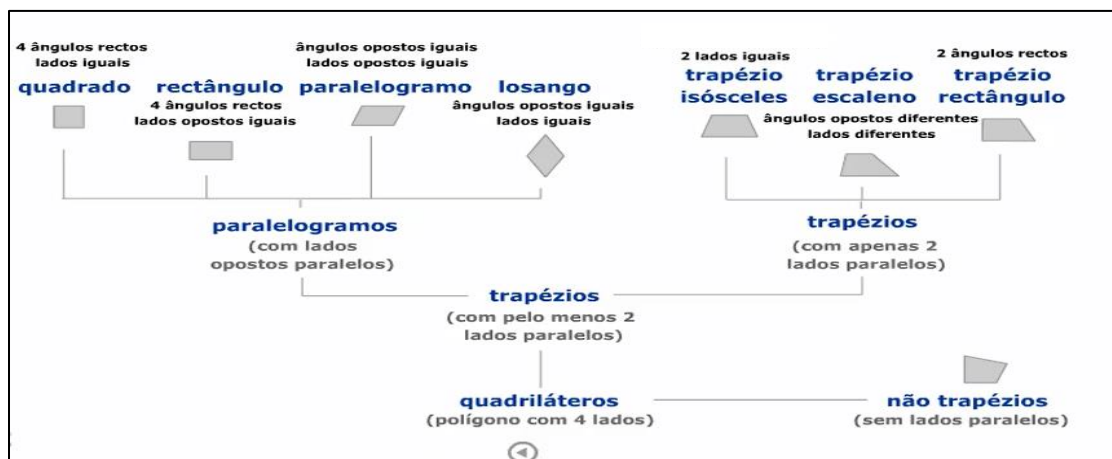 4 ângulos rectos
lados iguais
quadrado
rectângulo
4 ângulos rectos
lados opostos iguais
ângulos opostos iguais
lados opostos iguais
paralelogramo
losango
ângulos opostos iguais
lados iguais
2 lados iguais
trapézio
isósceles
trapézio
escaleno
ângulos opostos diferentes
lados diferentes
2 ângulos rectos
trapézio
rectângulo
paralelogramos
(com lados
opostos paralelos)
trapézios
(com apenas 2
lados paralelos)
trapézios
(com pelo menos 2
lados paralelos)
quadriláteros
(polígono com 4 lados)
não trapézios
(sem lados paralelos)